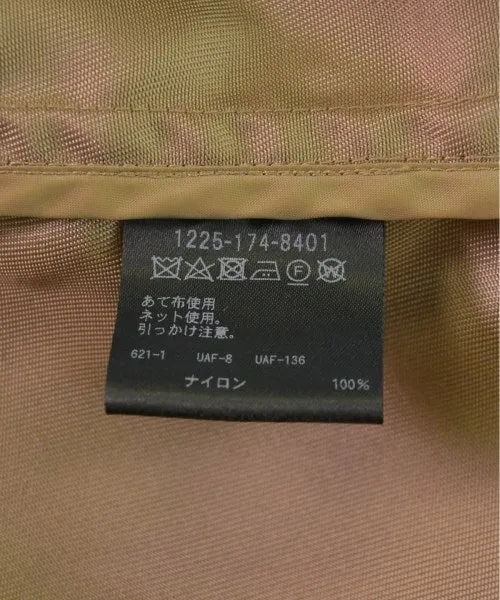 1225-174-8401
あて布使用
ネット使用。
引っかけ注意。
621-1 UAF-8 UAF-136
ナイロン 100%